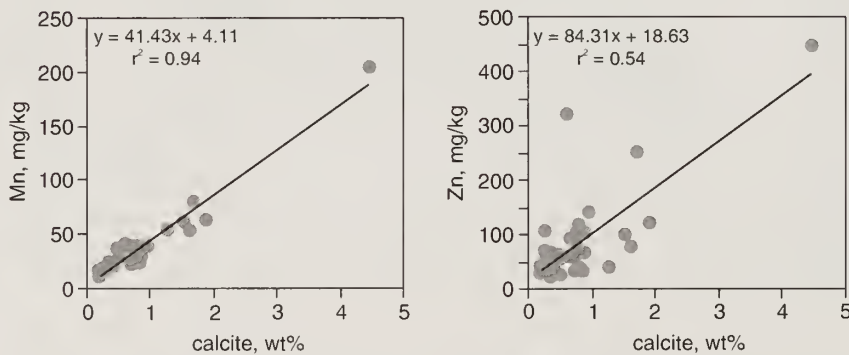 y = 41.43x + 4.11
r² = 0.94
Mn, mg/kg
250
200
150
100
50
0
0 1 2 3 4 5
calcite, wt%
y = 84.31x + 18.63
r² = 0.54
Zn, mg/kg
500
450
400
300
200
100
0
0 1 2 3 4 5
calcite, wt%